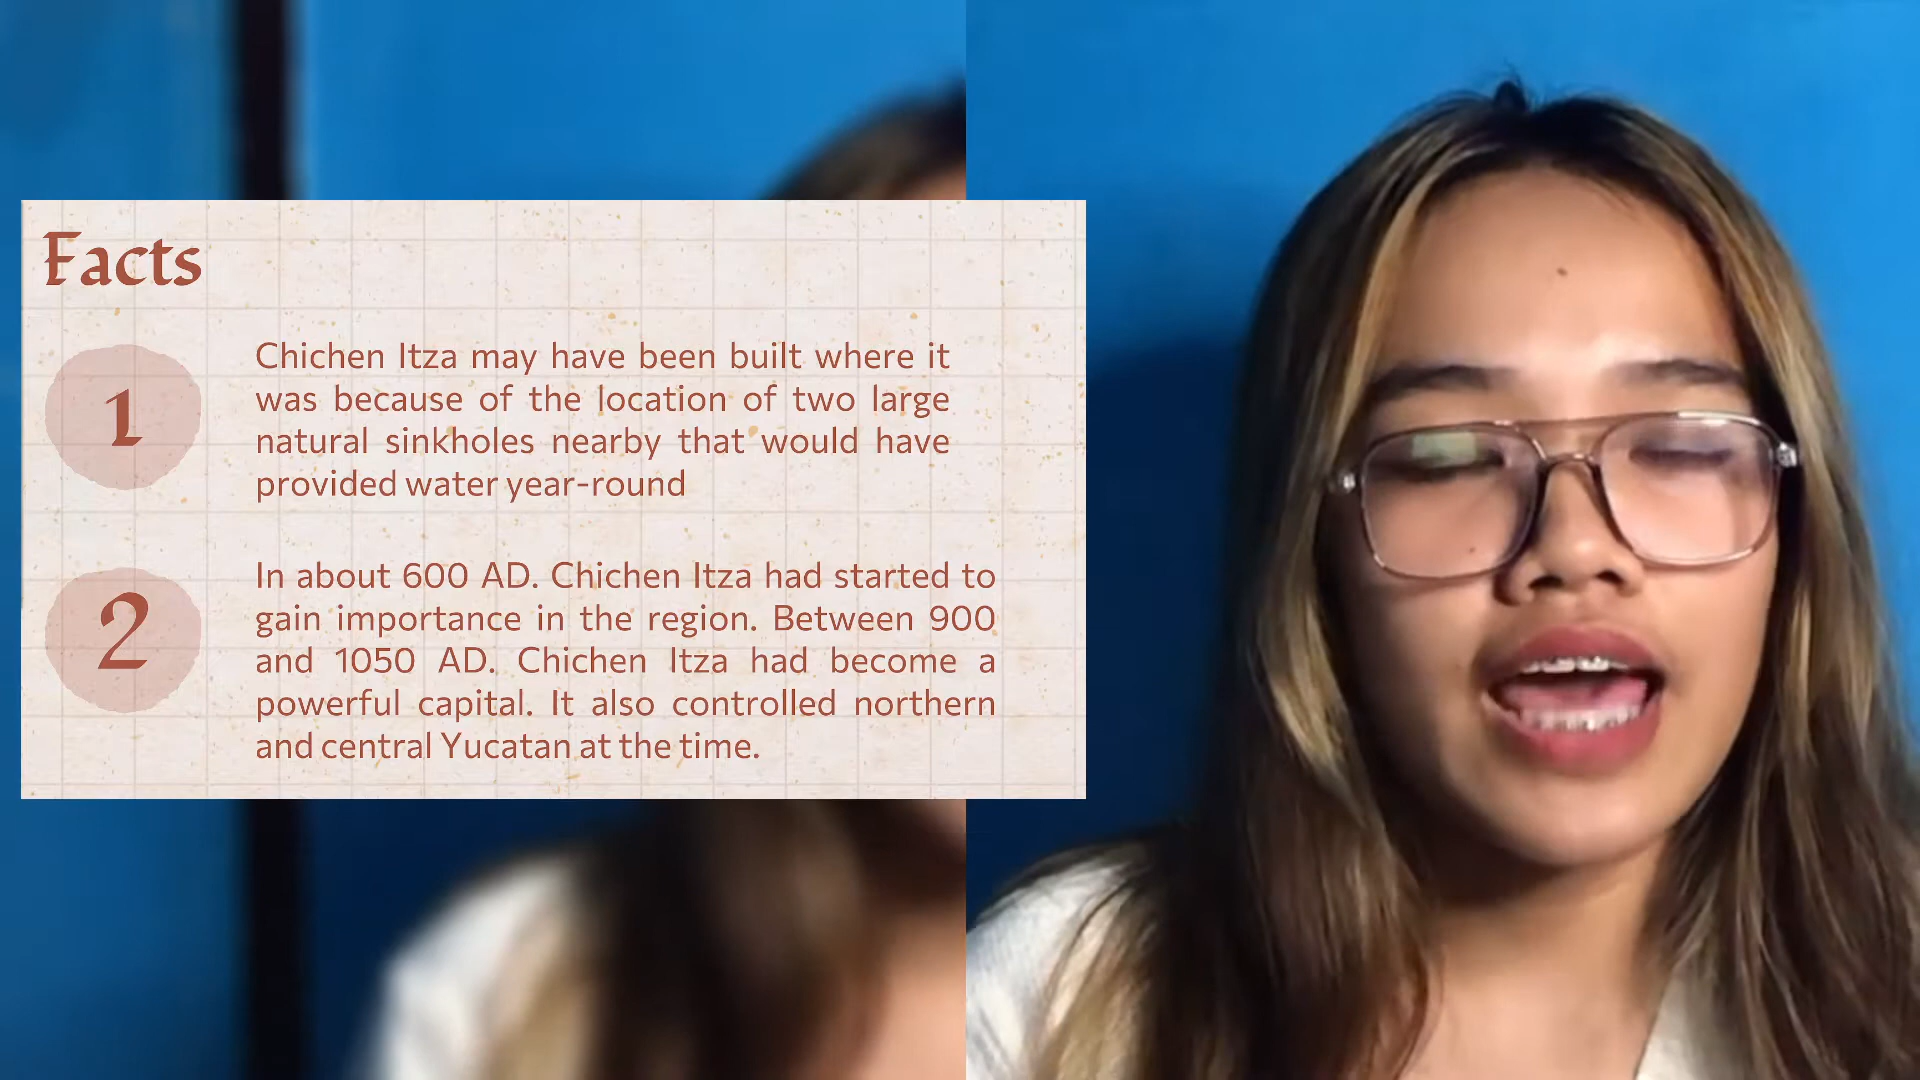 Facts
1
Chichen Itza may have been built where it
was because of the location of two large
natural sinkholes nearby that would have
provided water year-round
2
In about 600 AD. Chichen Itza had started to
gain importance in the region. Between 900
and 1050 AD. Chichen Itza had become a
powerful capital. It also controlled northern
and central Yucatan at the time.